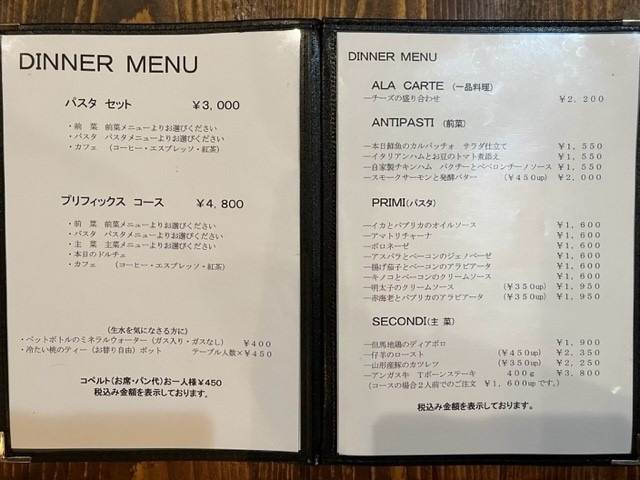 DINNER MENU
パスタ セット ￥3,000
・前 菜 前菜メニューよりお選びください
・パスタ パスタメニューよりお選びください
・カフェ （コーヒー・エスプレッソ・紅茶）
プリフィックス コース ￥4,800
・前 菜 前菜メニューよりお選びください
・パスタ パスタメニューよりお選びください
・主 菜 主菜メニューよりお選びください
・本日のドルチェ
・カフェ （コーヒー・エスプレッソ・紅茶）
（生水を気になさる方に）
・ペットボトルのミネラルウォーター（ガス入り・ガスなし） ￥400
・冷たい桃のティー（お替り自由）ポット テーブル人数×￥450
コペルト（お席・パン代）お一人様￥450
税込み金額を表示しております。
DINNER MENU
ALA CARTE （一品料理）
―チーズの盛り合わせ ￥2,200
ANTIPASTI （前菜）
―本日鮮魚のカルパッチョ サラダ仕立て ￥1,550
―イタリアンハムとお豆のトマト煮添え ￥1,550
―自家製チキンハム パクチーとペペロンチーノソース ￥1,550
―スモークサーモンと発酵バター （￥450up） ￥2,000
PRIMI（パスタ）
―イカとパプリカのオイルソース ￥1,600
―アマトリチャーナ ￥1,600
―ボロネーゼ ￥1,600
―アスパラとベーコンのジェノベーゼ ￥1,600
―揚げ茄子とベーコンのアラビアータ ￥1,600
―キノコとベーコンのクリームソース ￥1,600
―明太子のクリームソース （￥350up） ￥1,950
―赤海老とパプリカのアラビアータ （￥350up） ￥1,950
SECONDI（主 菜）
―但馬地鶏のディアボロ ￥1,900
―仔羊のロースト （￥450up） ￥2,350
―山形産豚のカツレツ （￥350up） ￥2,250
―アンガス牛 Tボーンステーキ 400g ￥3,800
（コースの場合2人前でのご注文 ￥1,600upです。）
税込み金額を表示しております。